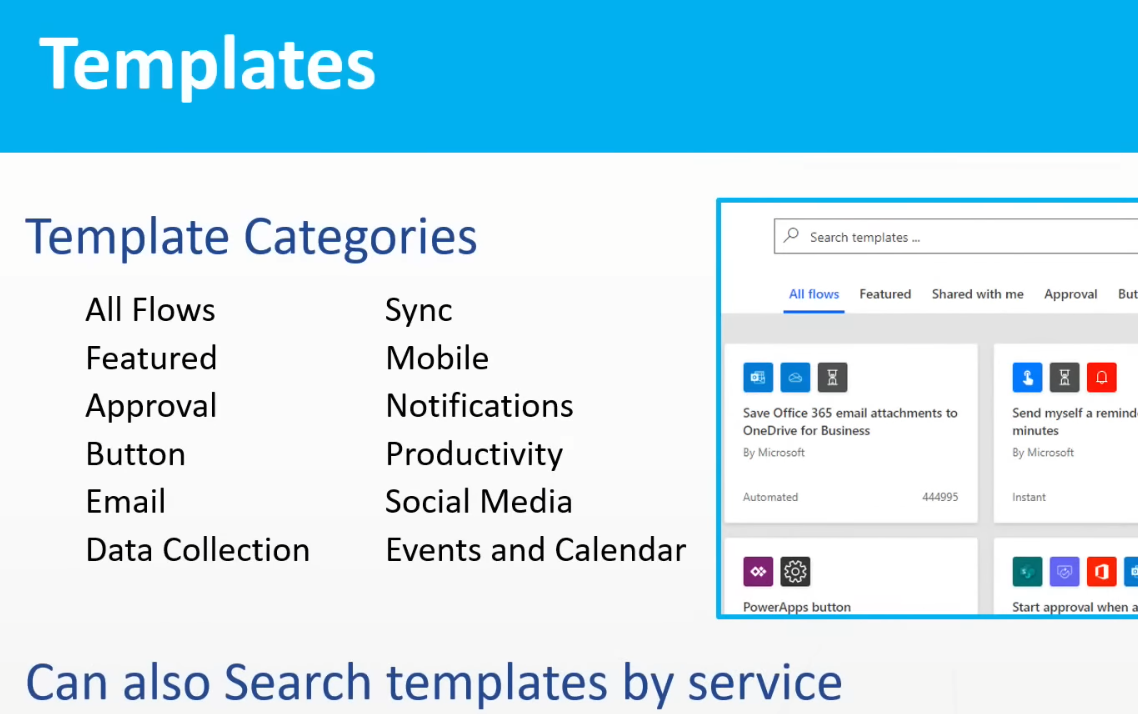 Templates
Template Categories
All Flows
Featured
Approval
Button
Email
Data Collection
Sync
Mobile
Notifications
Productivity
Social Media
Events and Calendar
Search templates ...
All flows Featured Shared with me Approval But
Save Office 365 email attachments to
OneDrive for Business
By Microsoft
Automated 444995
Send myself a remind
minutes
By Microsoft
Instant
PowerApps button
Start approval when a
Can also Search templates by service